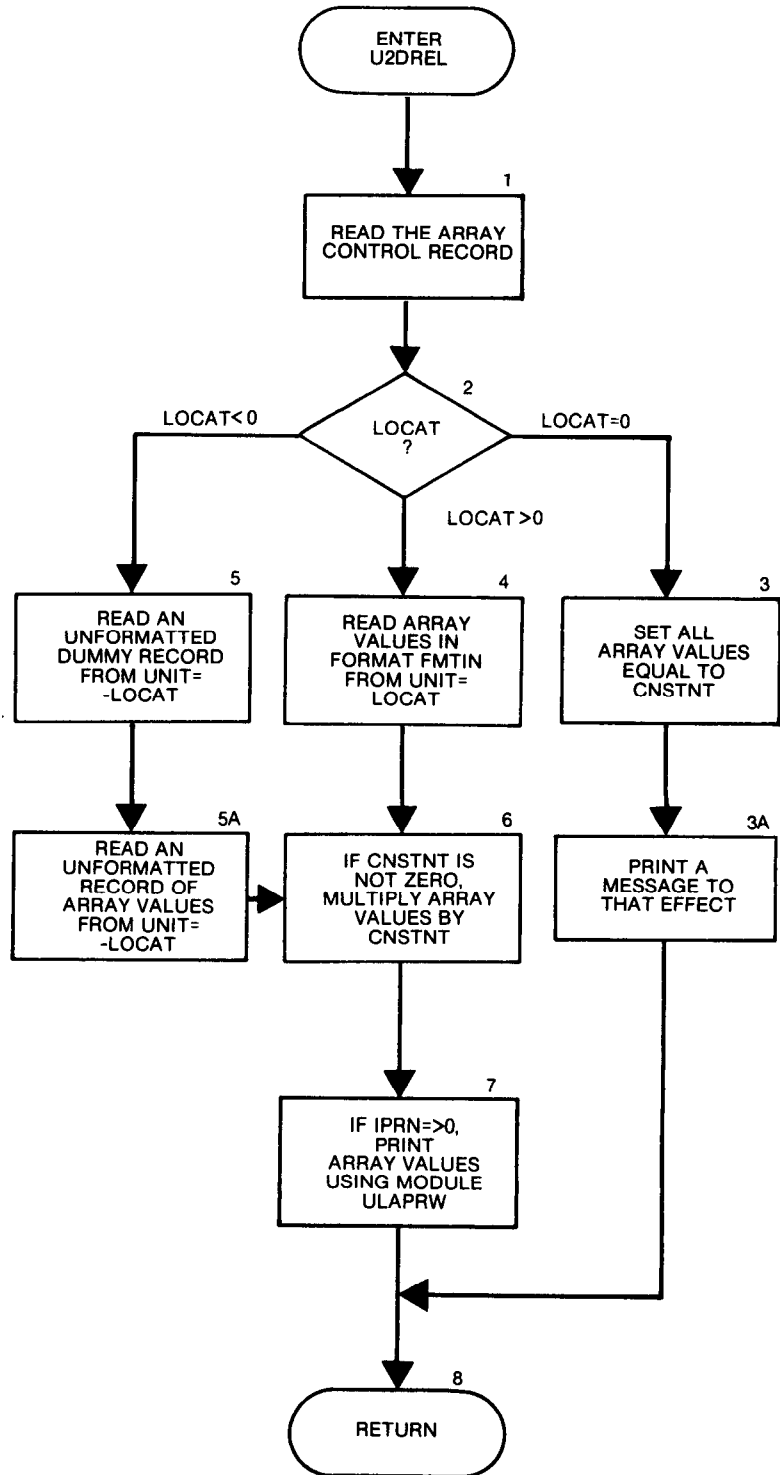 ENTER
U2DREL
1
READ THE ARRAY
CONTROL RECORD
2
LOCAT<0
LOCAT
?
LOCAT=0
LOCAT>0
5
READ AN
UNFORMATTED
DUMMY RECORD
FROM UNIT=
-LOCAT
4
READ ARRAY
VALUES IN
FORMAT FMTIN
FROM UNIT=
LOCAT
3
SET ALL
ARRAY VALUES
EQUAL TO
CNSTNT
5A
READ AN
UNFORMATTED
RECORD OF
ARRAY VALUES
FROM UNIT=
-LOCAT
6
IF CNSTNT IS
NOT ZERO,
MULTIPLY ARRAY
VALUES BY
CNSTNT
3A
PRINT A
MESSAGE TO
THAT EFFECT
7
IF IPRN=>0,
PRINT
ARRAY VALUES
USING MODULE
ULAPRW
8
RETURN